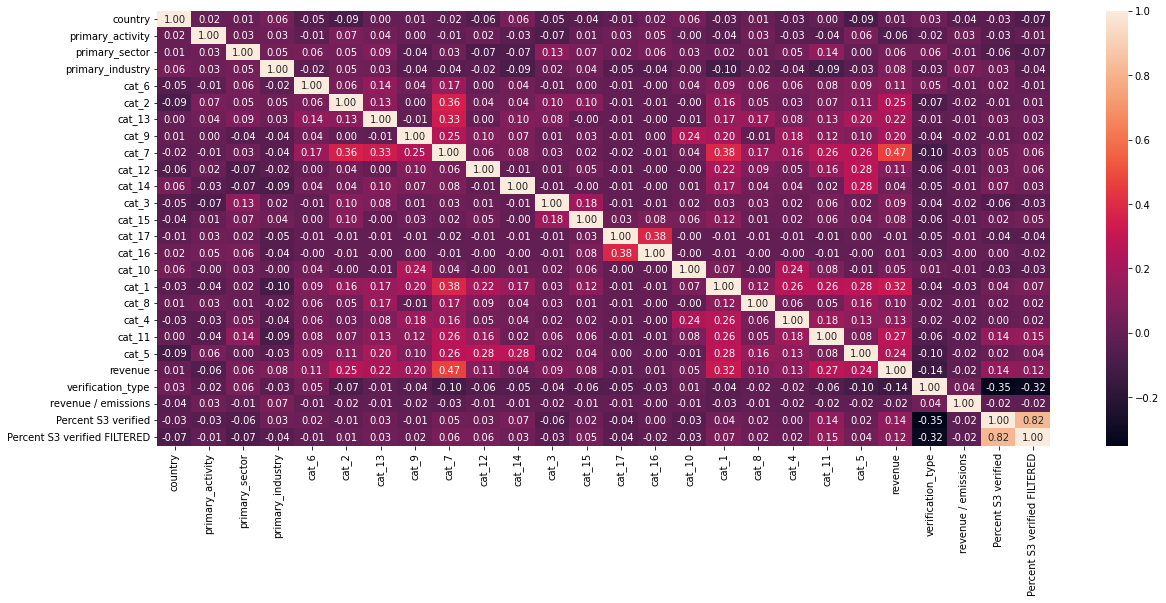 country 1.00 0.02 0.01 0.06 -0.05 -0.09 0.00 0.01 -0.02 -0.06 0.06 -0.05 -0.04 -0.01 0.02 0.06 -0.03 0.01 -0.03 0.00 -0.09 0.01 0.03 -0.04 -0.03 -0.07
primary_activity 0.02 1.00 0.03 0.03 -0.01 0.07 0.04 0.00 -0.01 0.02 -0.03 -0.07 0.01 0.03 0.05 -0.00 -0.04 0.03 -0.03 -0.04 0.06 -0.06 -0.02 0.03 -0.03 -0.01
primary_sector 0.01 0.03 1.00 0.05 0.06 0.05 0.09 -0.04 0.03 -0.07 -0.07 0.13 0.07 0.02 0.06 0.03 0.02 0.01 0.05 0.14 0.00 0.06 0.06 -0.01 -0.06 -0.07
primary_industry 0.06 0.03 0.05 1.00 -0.02 0.05 0.03 -0.04 -0.04 -0.02 -0.09 0.02 0.04 -0.05 -0.04 -0.00 -0.10 -0.02 -0.04 -0.09 -0.03 0.08 -0.03 0.07 0.03 -0.04
cat_6 -0.05 -0.01 0.06 -0.02 1.00 0.06 0.14 0.04 0.17 0.00 0.04 -0.01 0.00 -0.01 -0.00 0.04 0.09 0.06 0.06 0.08 0.09 0.11 0.05 -0.01 0.02 -0.01
cat_2 -0.09 0.07 0.05 0.05 0.06 1.00 0.13 0.00 0.36 0.04 0.04 0.10 0.10 -0.01 -0.01 -0.00 0.16 0.05 0.03 0.07 0.11 0.25 -0.07 -0.02 -0.01 0.01
cat_13 0.00 0.04 0.09 0.03 0.14 0.13 1.00 -0.01 0.33 0.00 0.10 0.08 -0.00 -0.01 -0.00 -0.01 0.17 0.17 0.08 0.13 0.20 0.22 -0.01 -0.01 0.03 0.03
cat_9 0.01 0.00 -0.04 -0.04 0.04 0.00 -0.01 1.00 0.25 0.10 0.07 0.01 0.03 -0.01 -0.00 0.24 0.20 -0.01 0.18 0.12 0.10 0.20 -0.04 -0.02 -0.01 0.02
cat_7 -0.02 -0.01 0.03 -0.04 0.17 0.36 0.33 0.25 1.00 0.06 0.08 0.03 0.02 -0.02 -0.01 0.04 0.38 0.17 0.16 0.26 0.26 0.47 -0.10 -0.03 0.05 0.06
cat_12 -0.06 0.02 -0.07 -0.02 0.00 0.04 0.00 0.10 0.06 1.00 -0.01 0.01 0.05 -0.01 -0.00 0.01 0.22 0.09 0.05 0.16 0.28 0.11 -0.06 -0.01 0.03 0.06
cat_14 0.06 -0.03 -0.07 -0.09 0.04 0.04 0.10 0.07 0.08 -0.01 1.00 -0.01 -0.00 -0.01 -0.00 0.01 0.17 0.04 0.04 0.02 0.28 0.04 -0.05 -0.01 0.07 0.03
cat_3 -0.05 -0.07 0.13 0.02 -0.01 0.10 0.08 0.01 0.03 0.01 -0.01 1.00 0.18 -0.01 -0.01 0.02 0.03 0.03 0.02 0.06 0.02 0.09 -0.04 -0.01 -0.06 -0.03
cat_15 -0.04 0.01 0.07 0.04 0.00 0.10 -0.00 0.03 0.02 0.05 -0.00 0.18 1.00 0.03 0.08 0.06 0.12 0.01 0.02 0.06 0.04 0.08 -0.06 -0.01 0.02 0.05
cat_17 -0.01 0.03 0.02 -0.05 -0.01 -0.01 -0.01 -0.01 -0.02 -0.01 -0.01 -0.01 0.03 1.00 0.38 -0.00 -0.01 -0.01 -0.01 -0.01 0.00 -0.01 -0.05 -0.01 -0.04 -0.04
cat_16 0.02 0.05 0.06 -0.04 -0.00 -0.01 -0.00 -0.00 -0.01 -0.00 -0.00 -0.01 0.08 0.38 1.00 -0.00 -0.01 -0.00 -0.00 -0.01 -0.00 -0.01 -0.03 -0.00 -0.00 -0.02
cat_10 0.06 -0.00 0.03 -0.00 0.04 -0.00 -0.01 0.24 0.04 0.01 0.01 0.02 0.06 -0.00 -0.00 1.00 0.07 -0.00 0.24 0.08 -0.01 0.05 0.01 -0.01 -0.03 -0.03
cat_1 -0.03 -0.04 0.02 -0.10 0.09 0.16 0.17 0.20 0.38 0.22 0.17 0.03 0.12 -0.01 -0.01 0.07 1.00 0.12 0.26 0.26 0.28 0.32 -0.04 -0.03 0.04 0.07
cat_8 0.01 0.03 0.01 -0.02 0.06 0.05 0.17 -0.01 0.17 0.09 0.04 0.03 0.01 -0.01 -0.00 -0.00 0.12 1.00 0.06 0.05 0.16 0.10 -0.02 -0.01 0.02 0.02
cat_4 -0.03 -0.03 0.05 -0.04 0.06 0.03 0.08 0.18 0.16 0.05 0.04 0.02 0.02 -0.01 -0.00 0.24 0.26 0.06 1.00 0.18 0.13 0.13 -0.02 -0.02 0.00 0.02
cat_11 0.00 -0.04 0.14 -0.09 0.08 0.07 0.13 0.12 0.26 0.16 0.02 0.06 0.06 -0.01 -0.01 0.08 0.26 0.05 0.18 1.00 0.08 0.27 -0.06 -0.02 0.14 0.15
cat_5 -0.09 0.06 0.00 -0.03 0.09 0.11 0.20 0.10 0.26 0.28 0.28 0.02 0.04 0.00 -0.00 -0.01 0.28 0.16 0.13 0.08 1.00 0.24 -0.10 -0.02 0.02 0.04
revenue 0.01 -0.06 0.06 0.08 0.11 0.25 0.22 0.20 0.47 0.11 0.04 0.09 0.08 -0.01 -0.01 0.05 0.32 0.10 0.13 0.27 0.24 1.00 -0.14 -0.02 0.14 0.12
verification_type 0.03 -0.02 0.06 -0.03 0.05 -0.07 -0.01 -0.04 -0.10 -0.06 -0.05 -0.04 -0.06 -0.05 -0.03 0.01 -0.04 -0.02 -0.02 -0.06 -0.10 -0.14 1.00 0.04 -0.35 -0.32
revenue / emissions -0.04 0.03 -0.01 0.07 -0.01 -0.02 -0.01 -0.02 -0.03 -0.01 -0.01 -0.01 -0.01 -0.01 -0.00 -0.01 -0.03 -0.01 -0.02 -0.02 -0.02 -0.02 0.04 1.00 -0.02 -0.02
Percent S3 verified -0.03 -0.03 -0.06 0.03 0.02 -0.01 0.03 -0.01 0.05 0.03 0.07 -0.06 0.02 -0.04 -0.00 -0.03 0.04 0.02 0.00 0.14 0.02 0.14 -0.35 -0.02 1.00 0.82
Percent S3 verified FILTERED -0.07 -0.01 -0.07 -0.04 -0.01 0.01 0.03 0.02 0.06 0.06 0.03 -0.03 0.05 -0.04 -0.02 -0.03 0.07 0.02 0.02 0.15 0.04 0.12 -0.32 -0.02 0.82 1.00
country
primary_activity
primary_sector
primary_industry
cat_6
cat_2
cat_13
cat_9
cat_7
cat_12
cat_14
cat_3
cat_15
cat_17
cat_16
cat_10
cat_1
cat_8
cat_4
cat_11
cat_5
revenue
verification_type
revenue / emissions
Percent S3 verified
Percent S3 verified FILTERED
1.0
0.8
0.6
0.4
0.2
0.0
−0.2